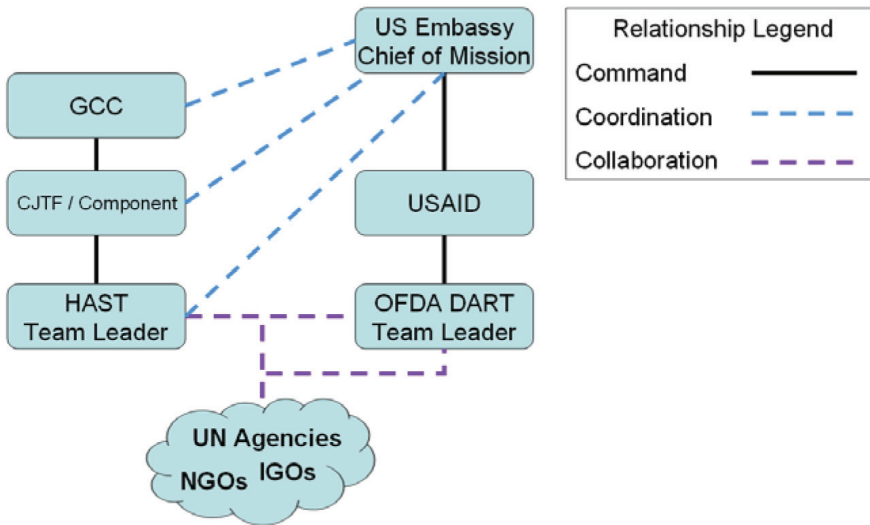 US Embassy
Chief of Mission
GCC
CJTF / Component
USAID
HAST
Team Leader
OFDA DART
Team Leader
UN Agencies
NGOs IGOs
Relationship Legend
Command
Coordination
Collaboration